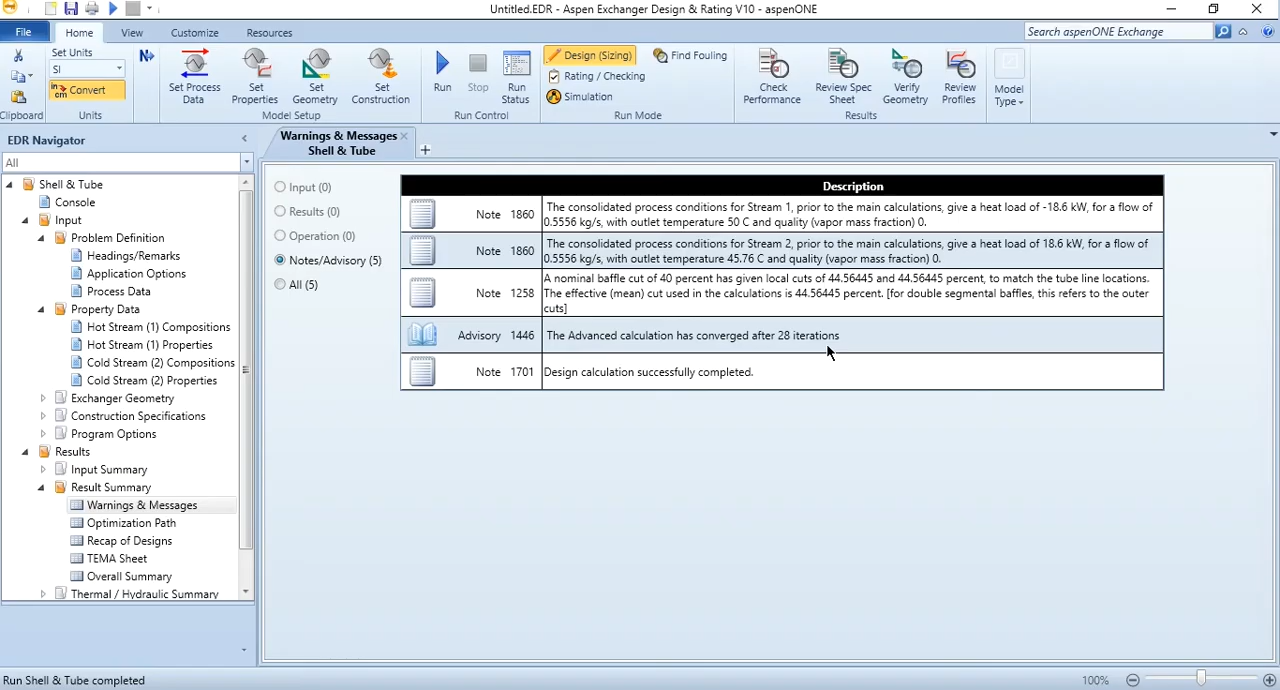 Untitled.EDR - Aspen Exchanger Design & Rating V10 - aspenONE
File Home View Customize Resources
Search aspenONE Exchange
Set Units
SI
Convert
Clipboard
Units
Set Process
Data
Set
Properties
Set
Geometry
Set
Construction
Model Setup
Run
Stop
Run
Status
Run Control
Design (Sizing)
Rating / Checking
Simulation
Find Fouling
Run Mode
Check
Performance
Review Spec
Sheet
Verify
Geometry
Review
Profiles
Results
Model
Type
EDR Navigator
All
Shell & Tube
Console
Input
Problem Definition
Headings/Remarks
Application Options
Process Data
Property Data
Hot Stream (1) Compositions
Hot Stream (1) Properties
Cold Stream (2) Compositions
Cold Stream (2) Properties
Exchanger Geometry
Construction Specifications
Program Options
Results
Input Summary
Result Summary
Warnings & Messages
Optimization Path
Recap of Designs
TEMA Sheet
Overall Summary
Thermal / Hydraulic Summary
Warnings & Messages
Shell & Tube
Input (0)
Results (0)
Operation (0)
Notes/Advisory (5)
All (5)
Description
Note 1860 The consolidated process conditions for Stream 1, prior to the main calculations, give a heat load of -18.6 kW, for a flow of
0.5556 kg/s, with outlet temperature 50 C and quality (vapor mass fraction) 0.
Note 1860 The consolidated process conditions for Stream 2, prior to the main calculations, give a heat load of 18.6 kW, for a flow of
0.5556 kg/s, with outlet temperature 45.76 C and quality (vapor mass fraction) 0.
Note 1258 A nominal baffle cut of 40 percent has given local cuts of 44.56445 and 44.56445 percent, to match the tube line locations.
The effective (mean) cut used in the calculations is 44.56445 percent. [for double segmental baffles, this refers to the outer
cuts]
Advisory 1446 The Advanced calculation has converged after 28 iterations
Note 1701 Design calculation successfully completed.
Run Shell & Tube completed
100%